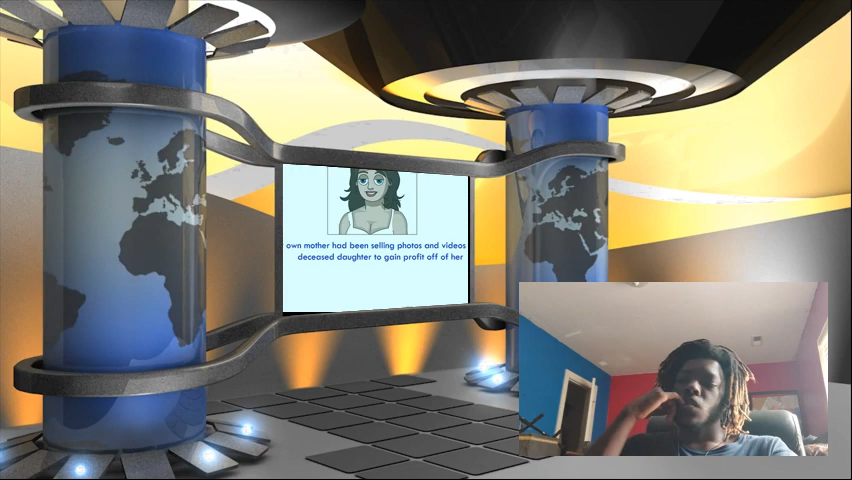 own mother had been selling photos and videos
deceased daughter to gain profit off of her